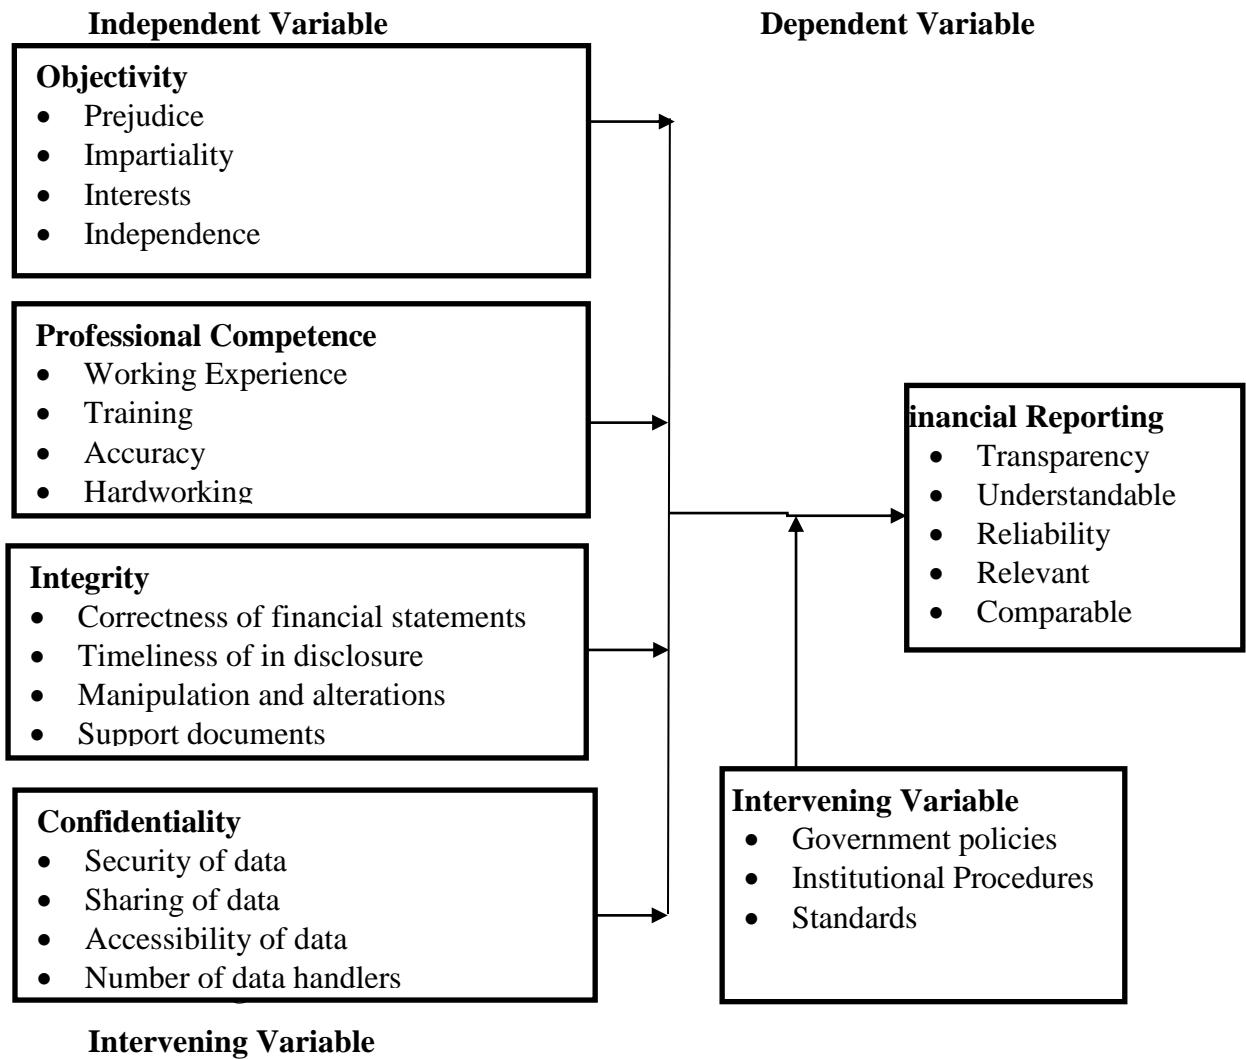 Independent Variable
Dependent Variable
Objectivity
• Prejudice
• Impartiality
• Interests
• Independence
Professional Competence
• Working Experience
• Training
• Accuracy
• Hardworking
Integrity
• Correctness of financial statements
• Timeliness of in disclosure
• Manipulation and alterations
• Support documents
Confidentiality
• Security of data
• Sharing of data
• Accessibility of data
• Number of data handlers
inancial Reporting
• Transparency
• Understandable
• Reliability
• Relevant
• Comparable
Intervening Variable
• Government policies
• Institutional Procedures
• Standards
Intervening Variable